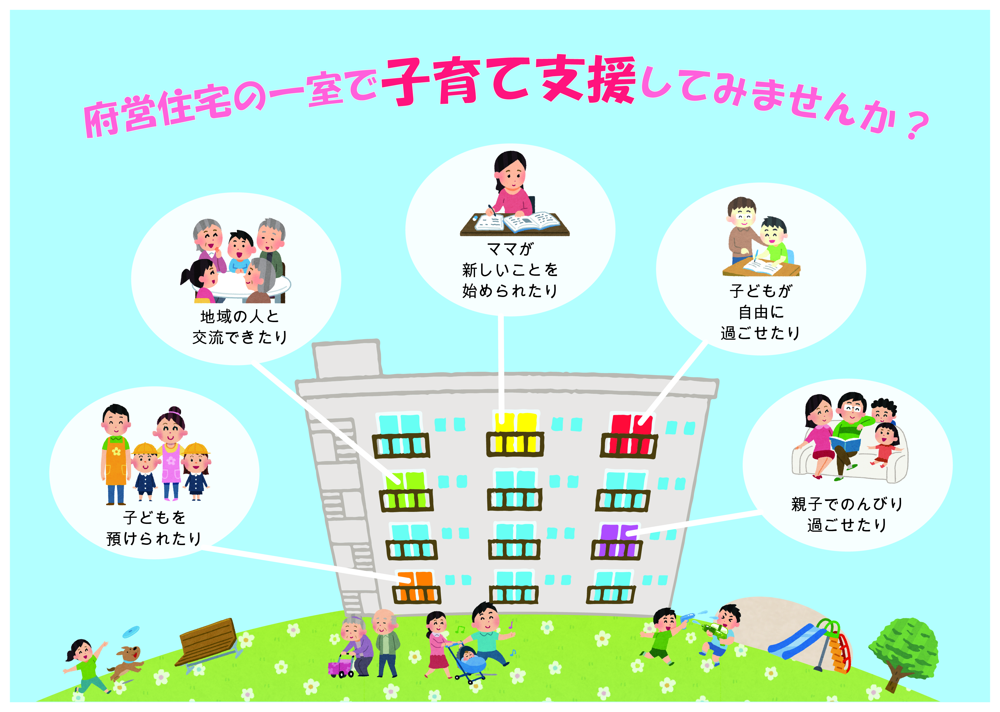 府営住宅の一室で子育て支援してみませんか？
ママが
新しいことを
始められたり
子どもが
自由に
過ごせたり
地域の人と
交流できたり
子どもを
預けられたり
親子でのんびり
過ごせたり